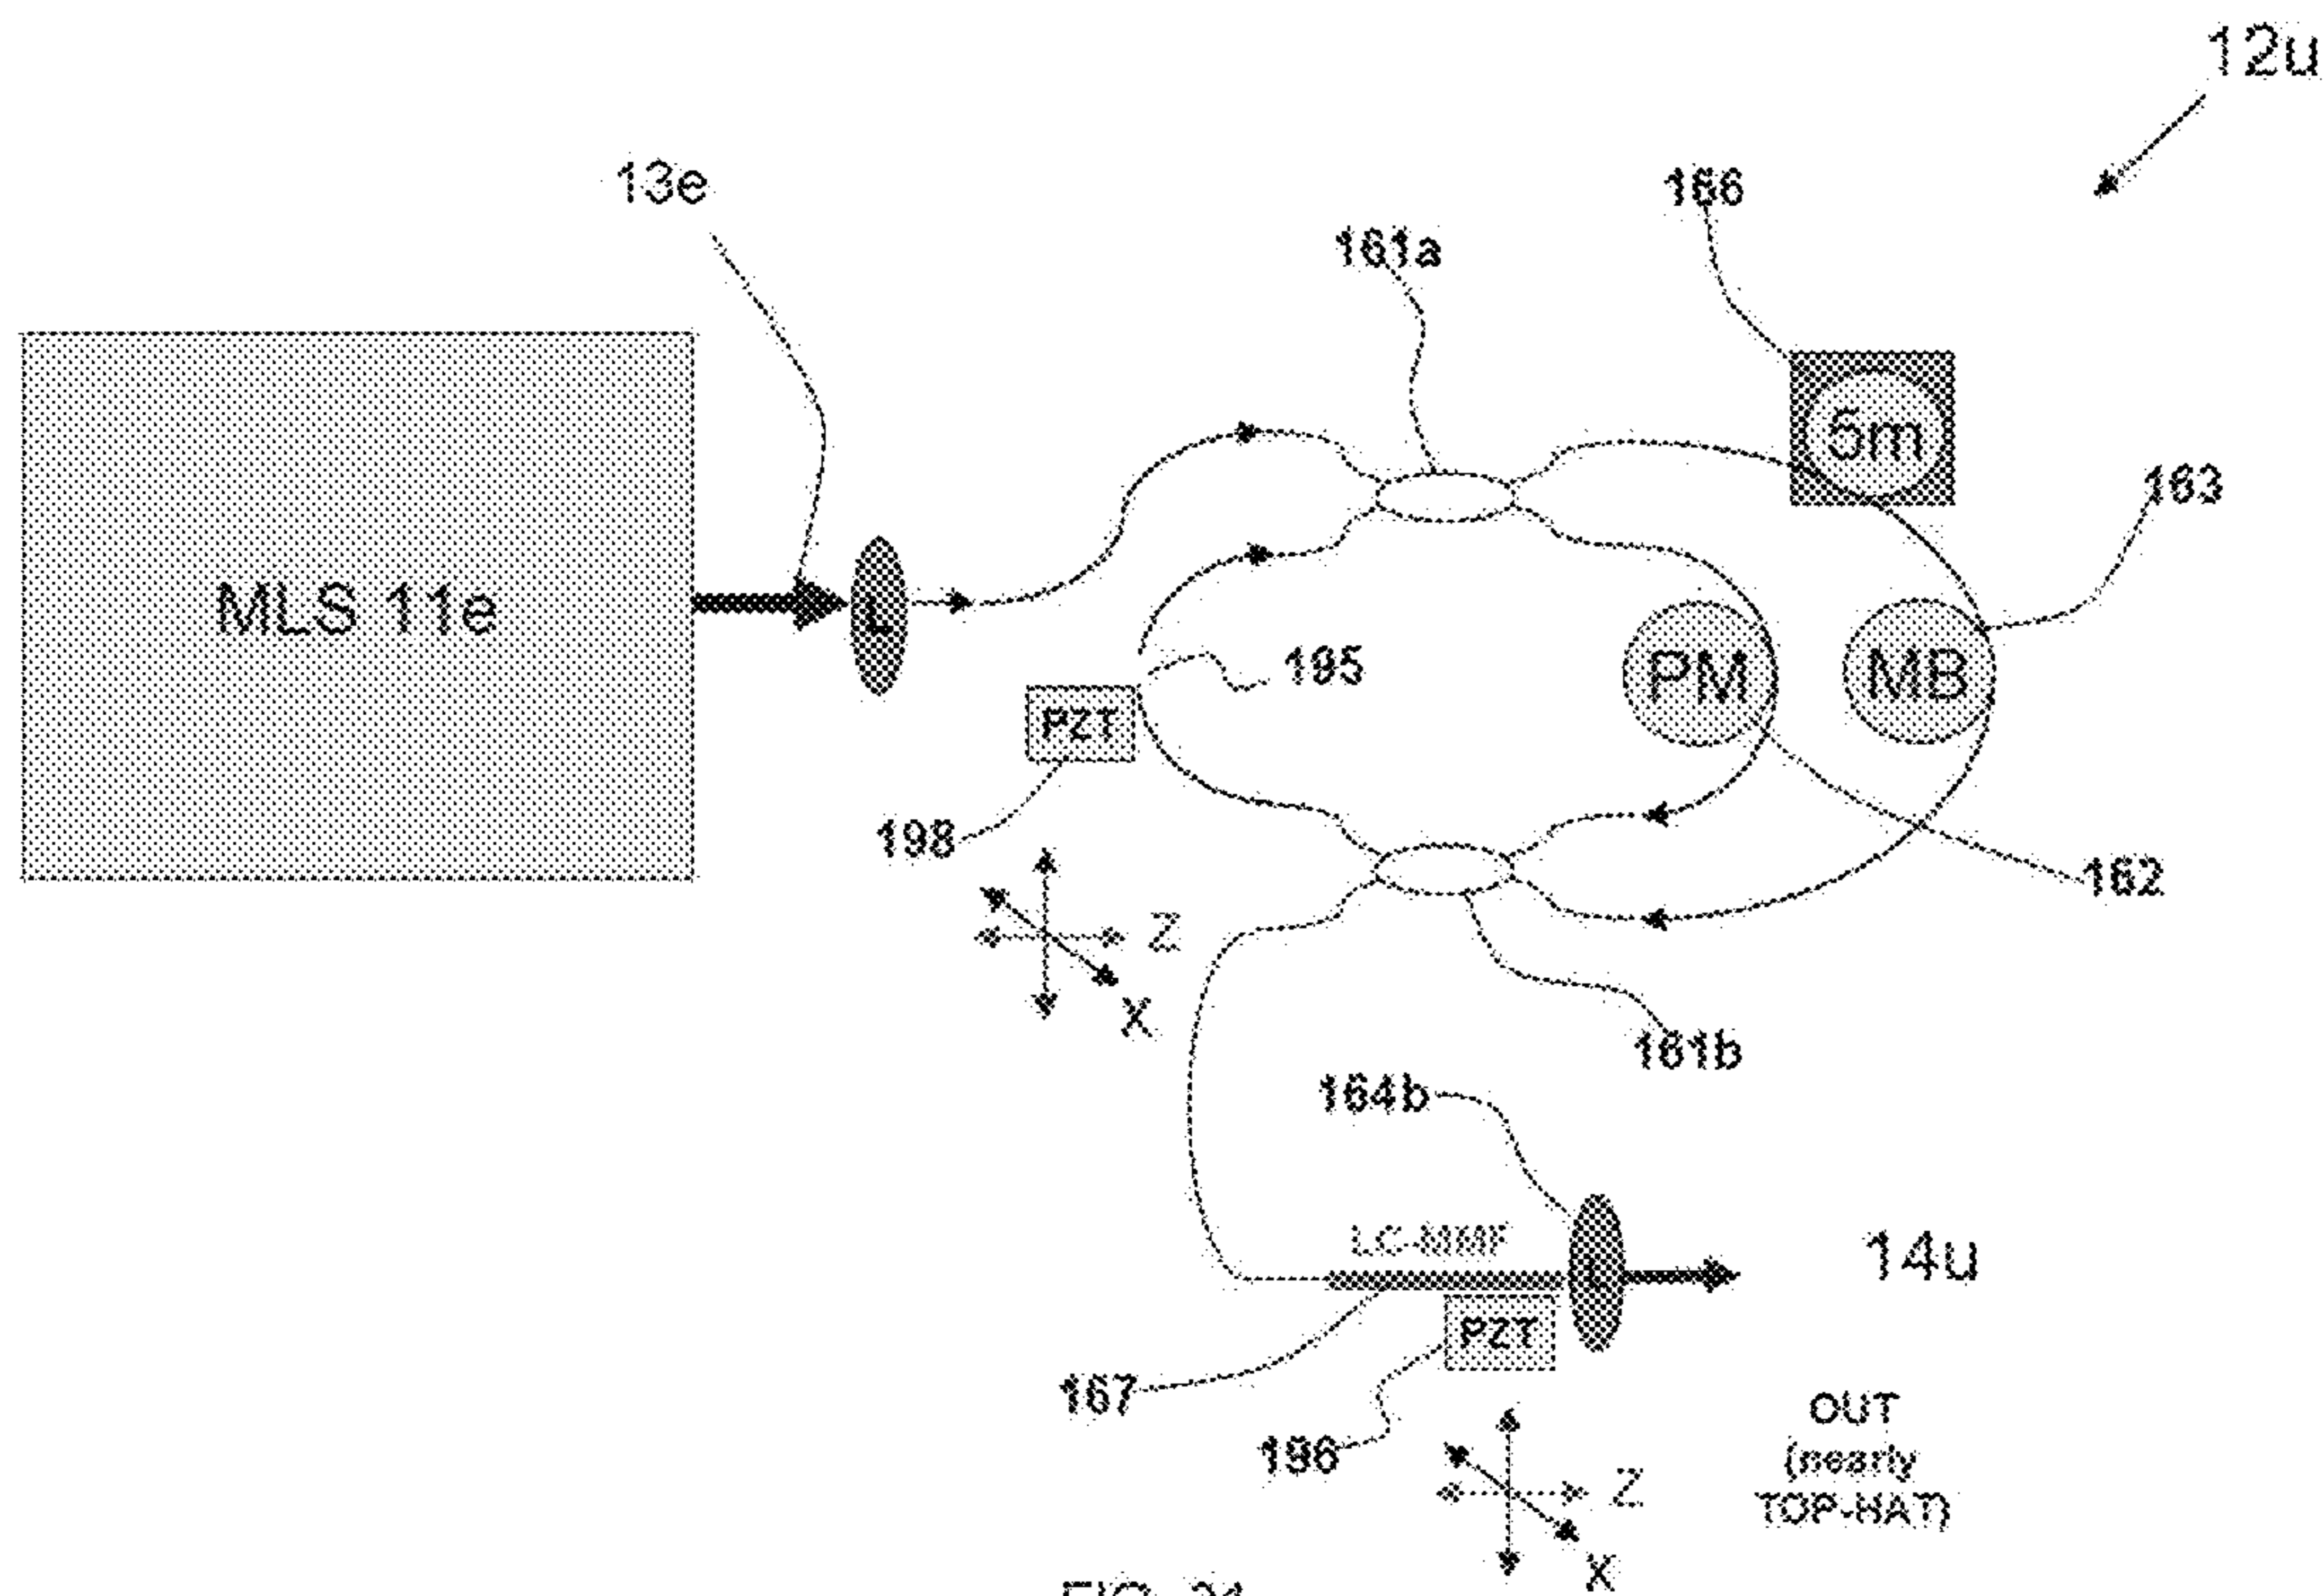 12u
13e
166
161a
5m
163
MLS 11e
L
195
PM
MB
PZT
198
162
Z
X
161b
164b
LC-MMF
14u
PZT
167
OUT
196
(nearly
Z
TOP-HAT)
X